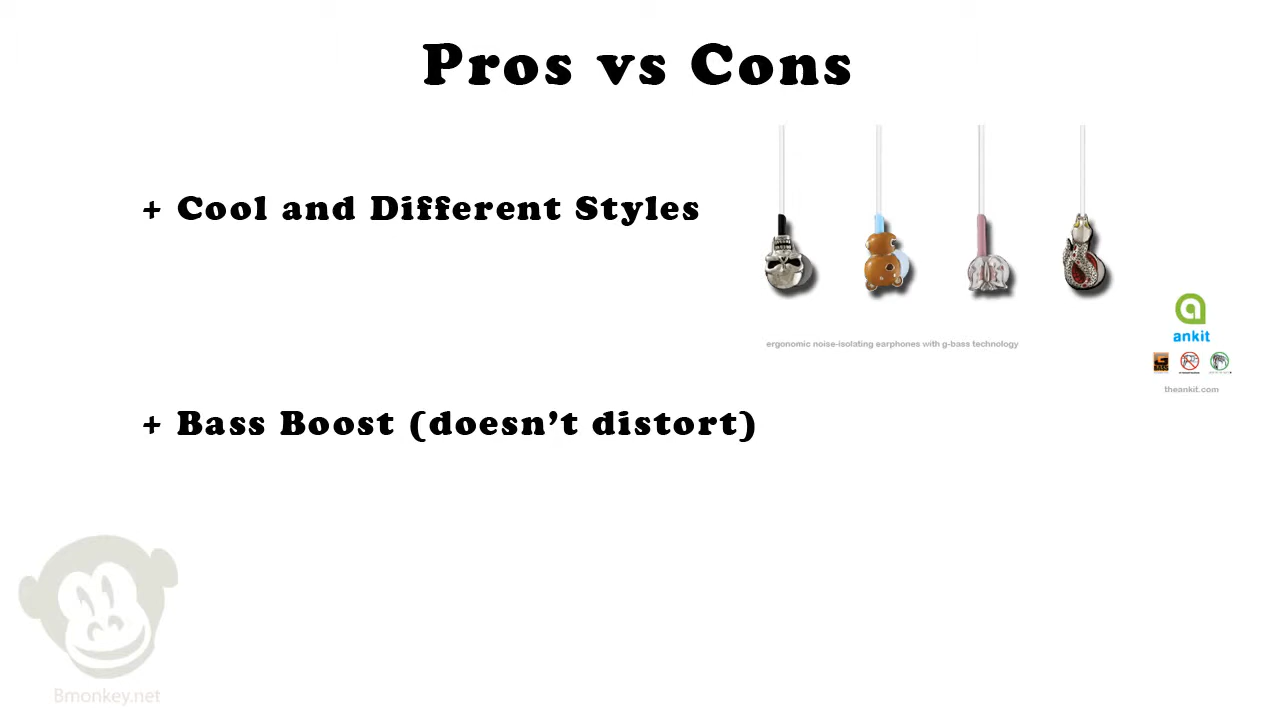 Pros vs Cons
+ Cool and Different Styles
ergonomic noise-isolating earphones with g-bass technology
ankit
G
BASS
theankit.com
+ Bass Boost (doesn't distort)
Bmonkey.net